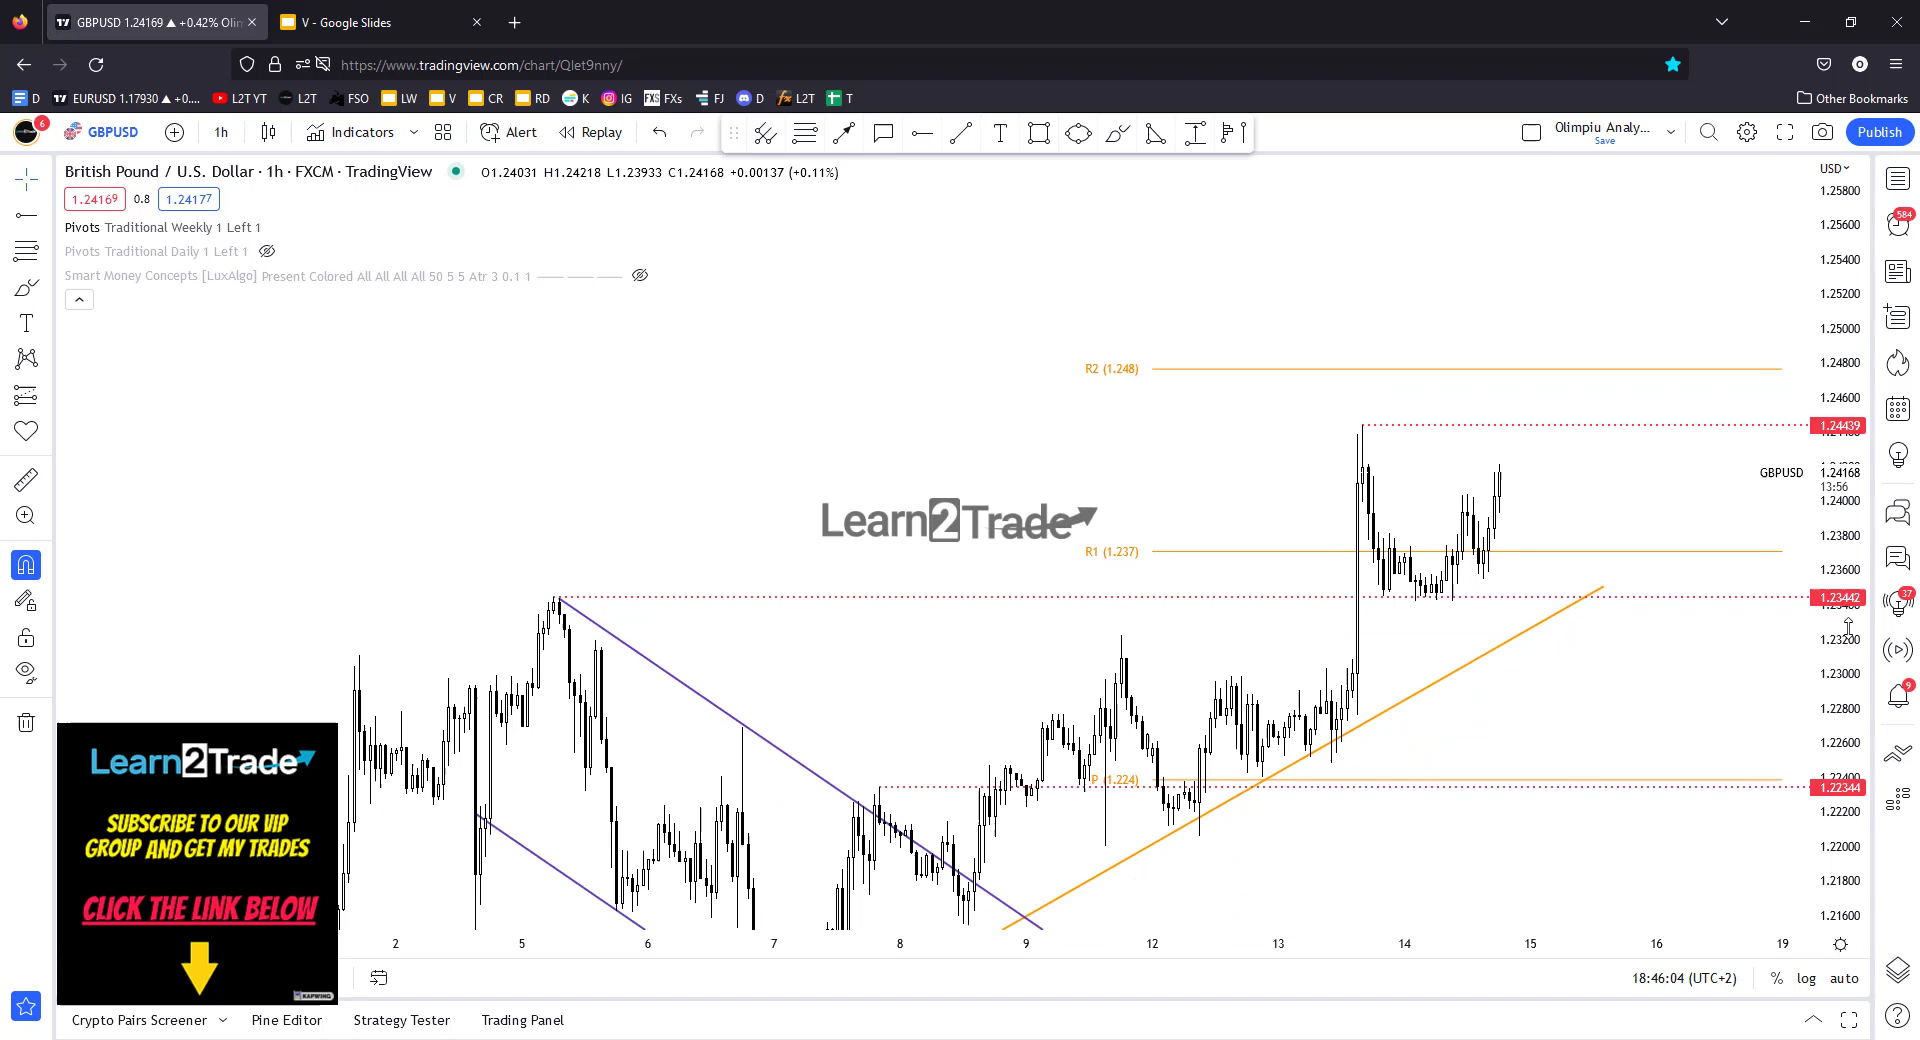 GBPUSD 1.24169 ▲ +0.42% Olin
V - Google Slides
https://www.tradingview.com/chart/Qlet9nny/
D
EURUSD 1.17930 ▲ +0....
L2T YT
L2T
FSO
LW
V
CR
RD
K
IG
FXS FXs
FJ
D
L2T
T
Other Bookmarks
6
GBPUSD
1h
Indicators
Alert
Replay
T
Olimpiu Analy...
Save
Publish
British Pound / U.S. Dollar · 1h · FXCM · TradingView
O1.24031 H1.24218 L1.23933 C1.24168 +0.00137 (+0.11%)
1.24169
0.8
1.24177
Pivots Traditional Weekly 1 Left 1
Pivots Traditional Daily 1 Left 1
Smart Money Concepts [LuxAlgo] Present Colored All All All All 50 5 5 Atr 3 0.1 1
USD
1.25800
1.25600
1.25400
1.25200
1.25000
1.24800
1.24600
1.24439
GBPUSD
1.24168
13:56
1.24000
1.23800
1.23600
1.23442
1.23200
1.23000
1.22800
1.22600
1.22400
1.22344
1.22200
1.22000
1.21800
1.21600
R2 (1.248)
R1 (1.237)
P (1.224)
Learn2Trade
584
37
9
Learn2Trade
SUBSCRIBE TO OUR VIP
GROUP AND GET MY TRADES
CLICK THE LINK BELOW
KAPWING
2
5
6
7
8
9
12
13
14
15
16
19
18:46:04 (UTC+2)
%
log
auto
Crypto Pairs Screener
Pine Editor
Strategy Tester
Trading Panel